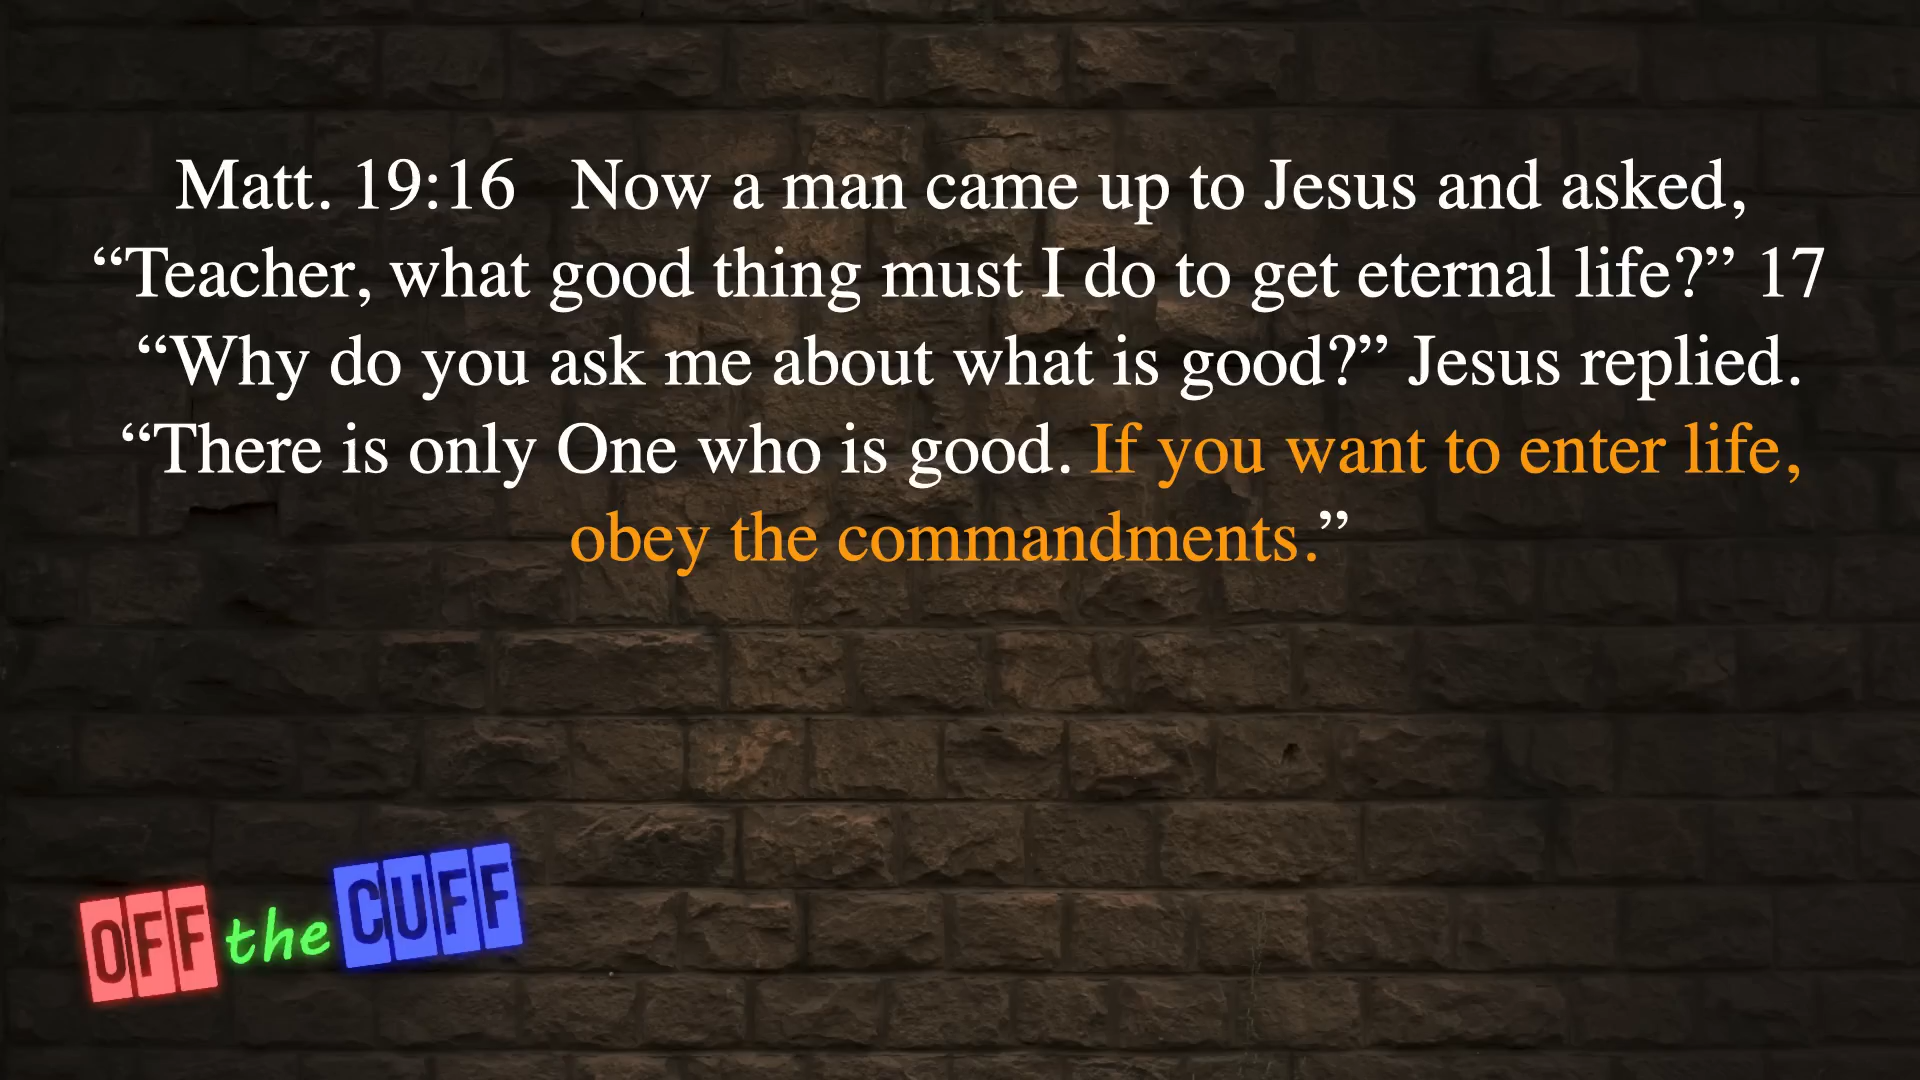 Matt. 19:16   Now a man came up to Jesus and asked,
“Teacher, what good thing must I do to get eternal life?” 17
“Why do you ask me about what is good?” Jesus replied.
“There is only One who is good. If you want to enter life,
obey the commandments.”
OFF the CUFF